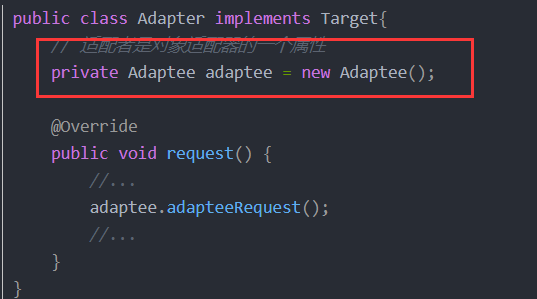 public class Adapter implements Target{
// 适配者是对象适配器的一个属性
private Adaptee adaptee = new Adaptee();
@Override
public void request() {
//...
adaptee.adapteeRequest();
//...
}
}